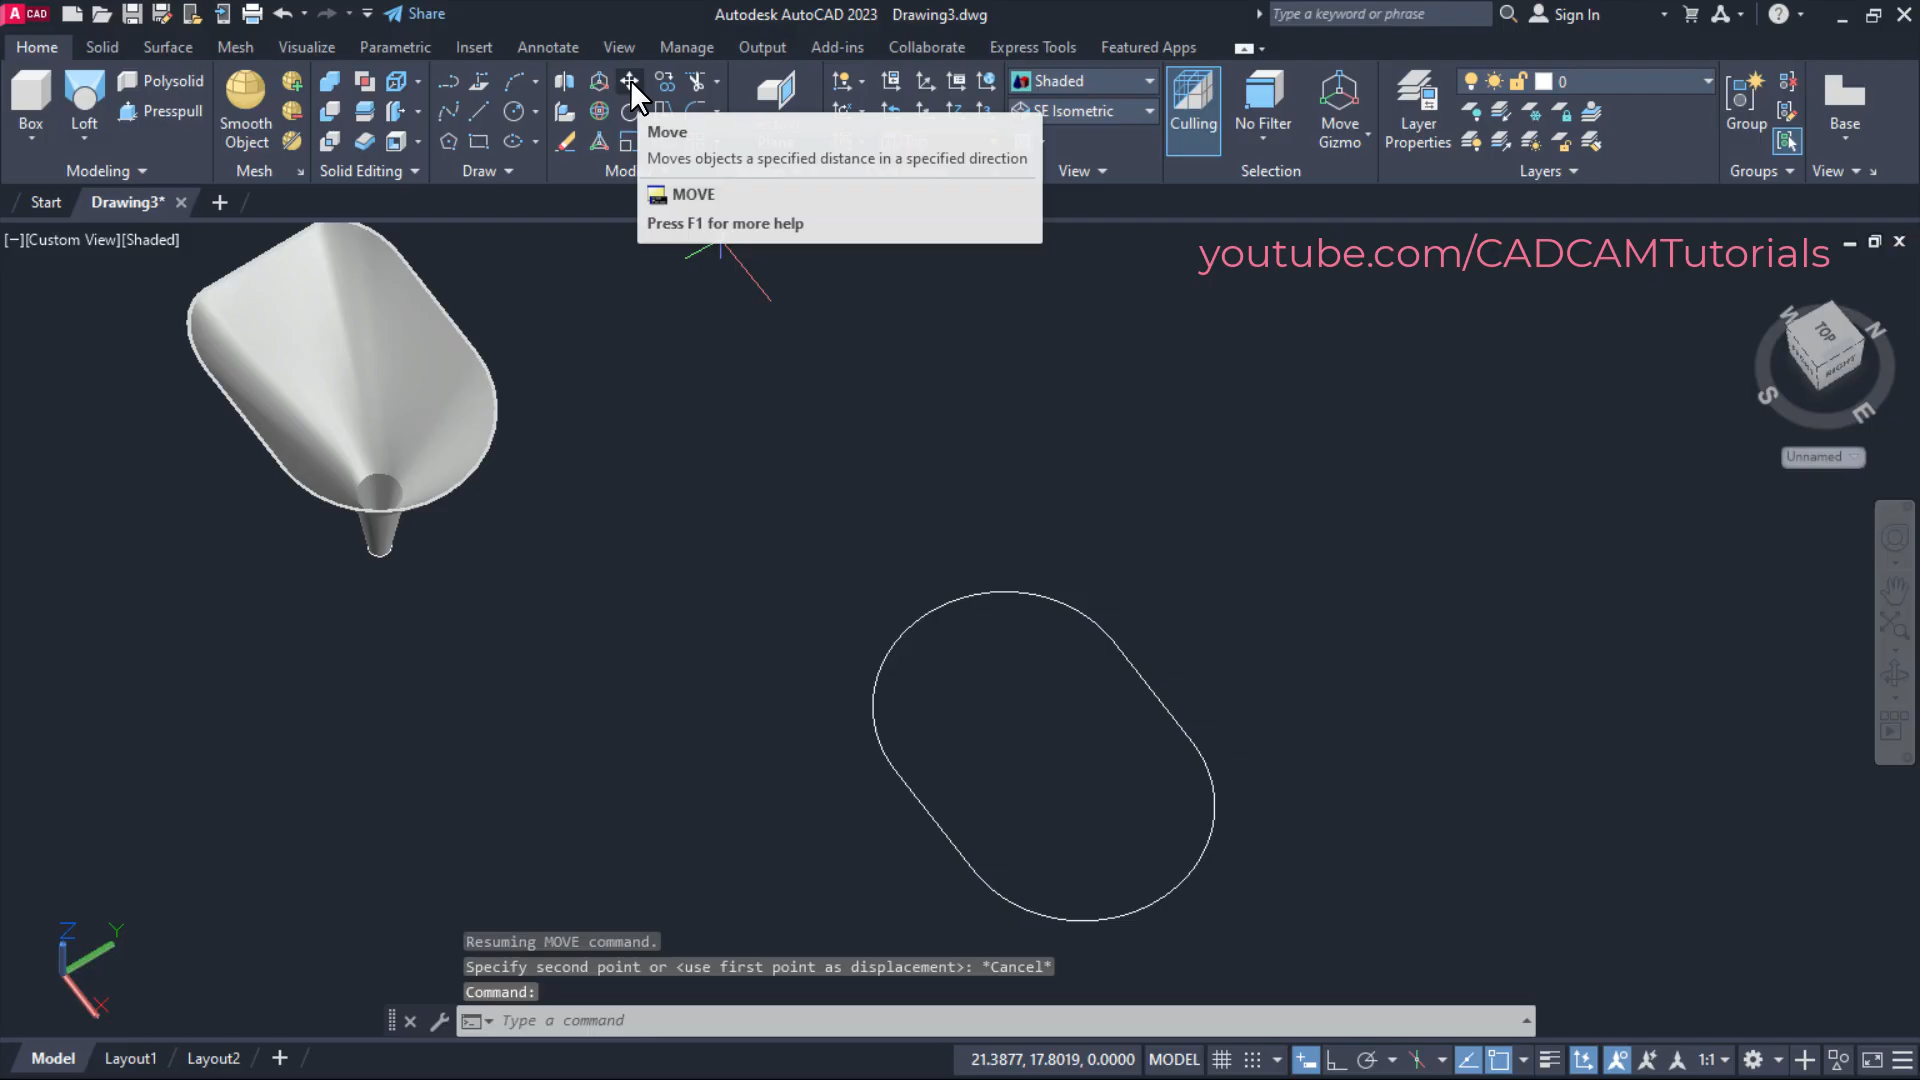 A CAD
Share
Autodesk AutoCAD 2023 Drawing3.dwg
Type a keyword or phrase
Sign In
Home Solid Surface Mesh Visualize Parametric Insert Annotate View Manage Output Add-ins Collaborate Express Tools Featured Apps
Box
Loft
Polysolid
Presspull
Smooth
Object
Shaded
SE Isometric
Culling
No Filter
Move
Gizmo
Layer
Properties
0
Group
Base
Modeling
Mesh
Solid Editing
Draw
View
Selection
Layers
Groups
View
Move
Moves objects a specified distance in a specified direction
MOVE
Press F1 for more help
Start
Drawing3*
[−][Custom View][Shaded]
youtube.com/CADCAMTutorials
W
N
TOP
RIGHT
S
E
Unnamed
Z
Y
X
Resuming MOVE command.
Specify second point or <use first point as displacement>: *Cancel*
Command:
Type a command
Model
Layout1
Layout2
21.3877, 17.8019, 0.0000
MODEL
1:1